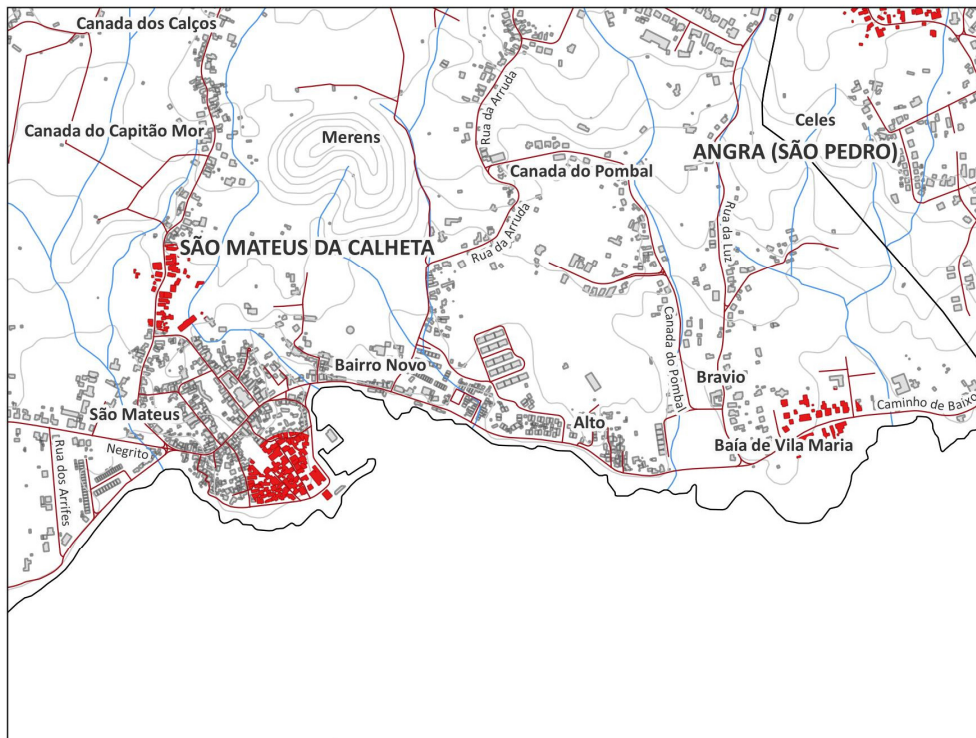 Canada dos Calços
Canada do Capitão Mor
Merens
Rua da Arruda
Canada do Pombal
Celes
ANGRA (SÃO PEDRO)
Rua da Arruda
Rua da Luz
SÃO MATEUS DA CALHETA
Canada do Pombal
Bairro Novo
Bravio
Caminho de Baixo
São Mateus
Alto
Baía de Vila Maria
Negrito
Rua dos Arrifes